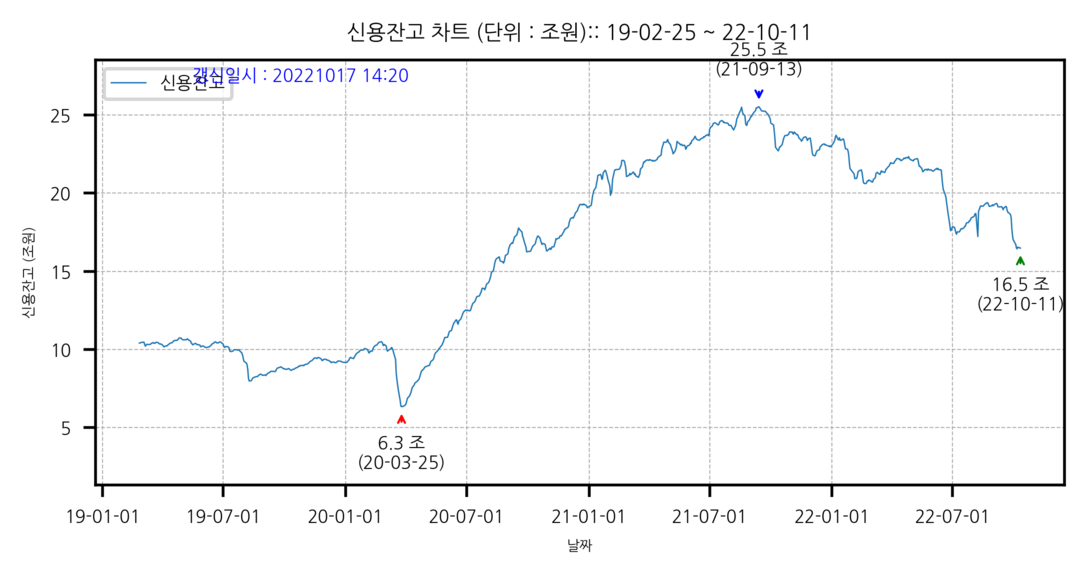 신용잔고 차트 (단위 : 조원):: 19-02-25 ~ 22-10-11
25.5 조
(21-09-13)
갱신일시 : 20221017 14:20
신용잔고
25
20
15
10
5
신용잔고 (조원)
6.3 조
(20-03-25)
16.5 조
(22-10-11)
19-01-01
19-07-01
20-01-01
20-07-01
21-01-01
21-07-01
22-01-01
22-07-01
날짜